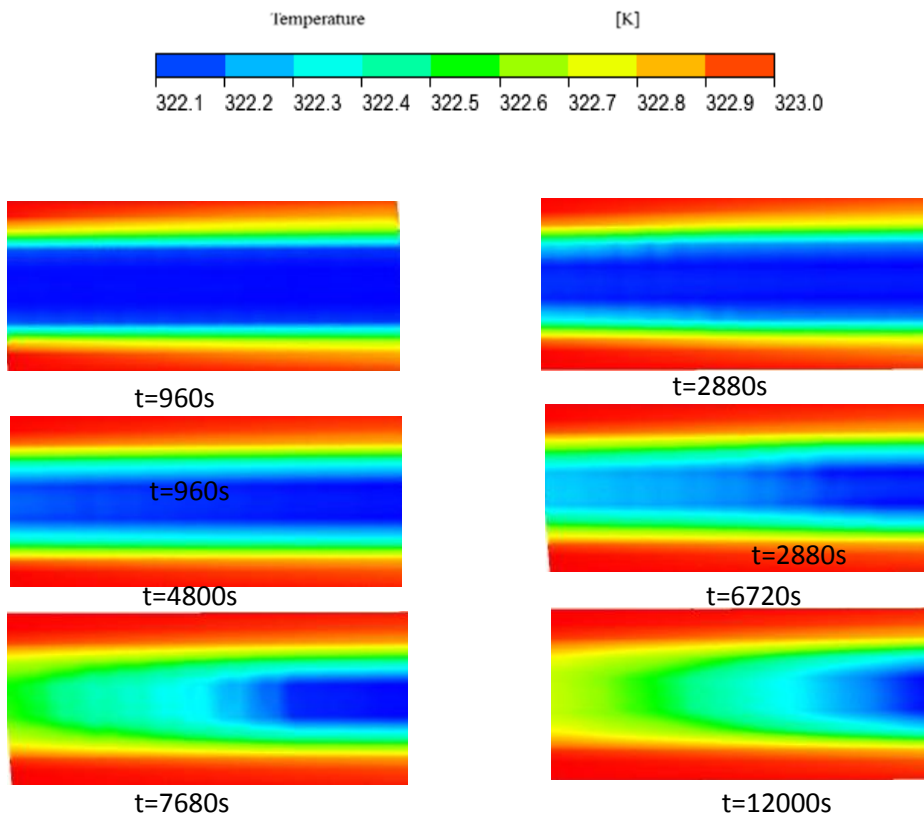 Temperature [K]
322.1 322.2 322.3 322.4 322.5 322.6 322.7 322.8 322.9 323.0
t=960s
t=2880s
t=960s
t=2880s
t=4800s
t=6720s
t=7680s
t=12000s